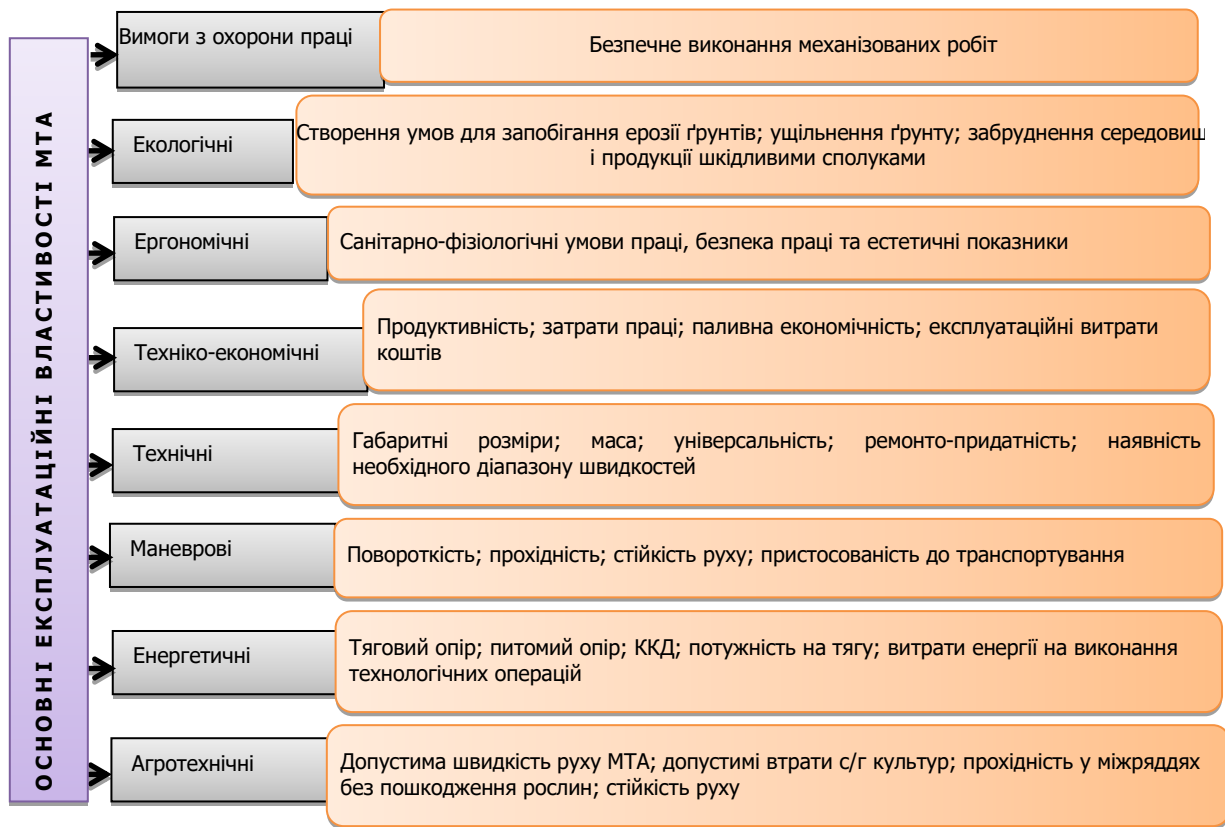 ОСНОВНІ ЕКСПЛУАТАЦІЙНІ ВЛАСТИВОСТІ МТА
Вимоги з охорони праці
Безпечне виконання механізованих робіт
Екологічні
Створення умов для запобігання ерозії ґрунтів; ущільнення ґрунту; забруднення середовищ
і продукції шкідливими сполуками
Ергономічні
Санітарно-фізіологічні умови праці, безпека праці та естетичні показники
Техніко-економічні
Продуктивність; затрати праці; паливна економічність; експлуатаційні витрати
коштів
Технічні
Габаритні розміри; маса; універсальність; ремонто-придатність; наявність
необхідного діапазону швидкостей
Маневрові
Повороткість; прохідність; стійкість руху; пристосованість до транспортування
Енергетичні
Тяговий опір; питомий опір; ККД; потужність на тягу; витрати енергії на виконання
технологічних операцій
Агротехнічні
Допустима швидкість руху МТА; допустимі втрати с/г культур; прохідність у міжряддях
без пошкодження рослин; стійкість руху